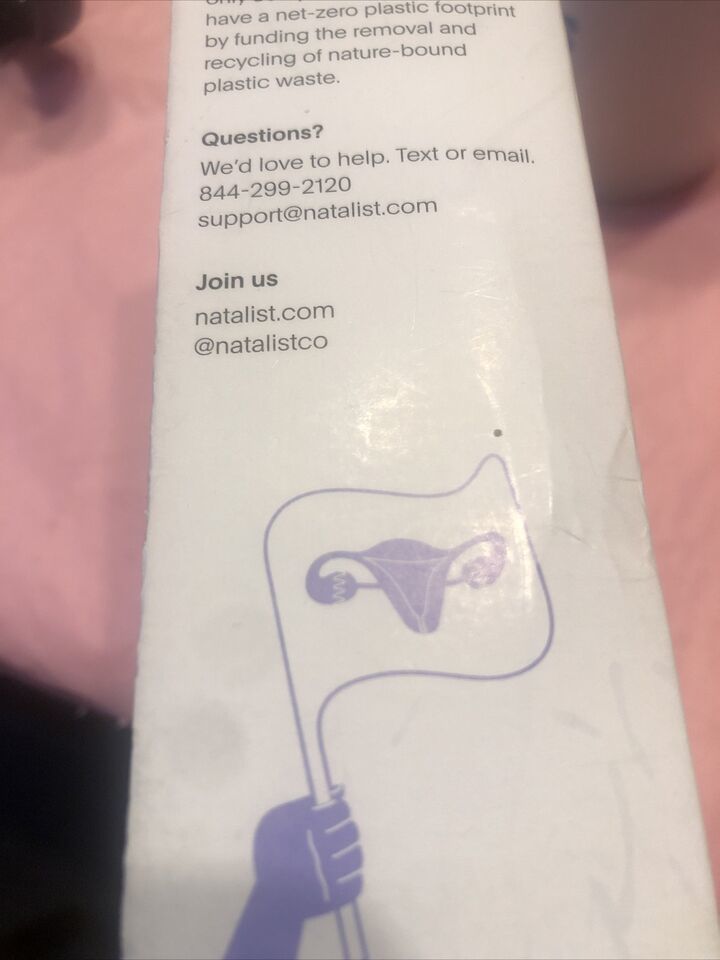 have a net-zero plastic footprint
by funding the removal and
recycling of nature-bound
plastic waste.
Questions?
We'd love to help. Text or email.
844-299-2120
support@natalist.com
Join us
natalist.com
@natalistco